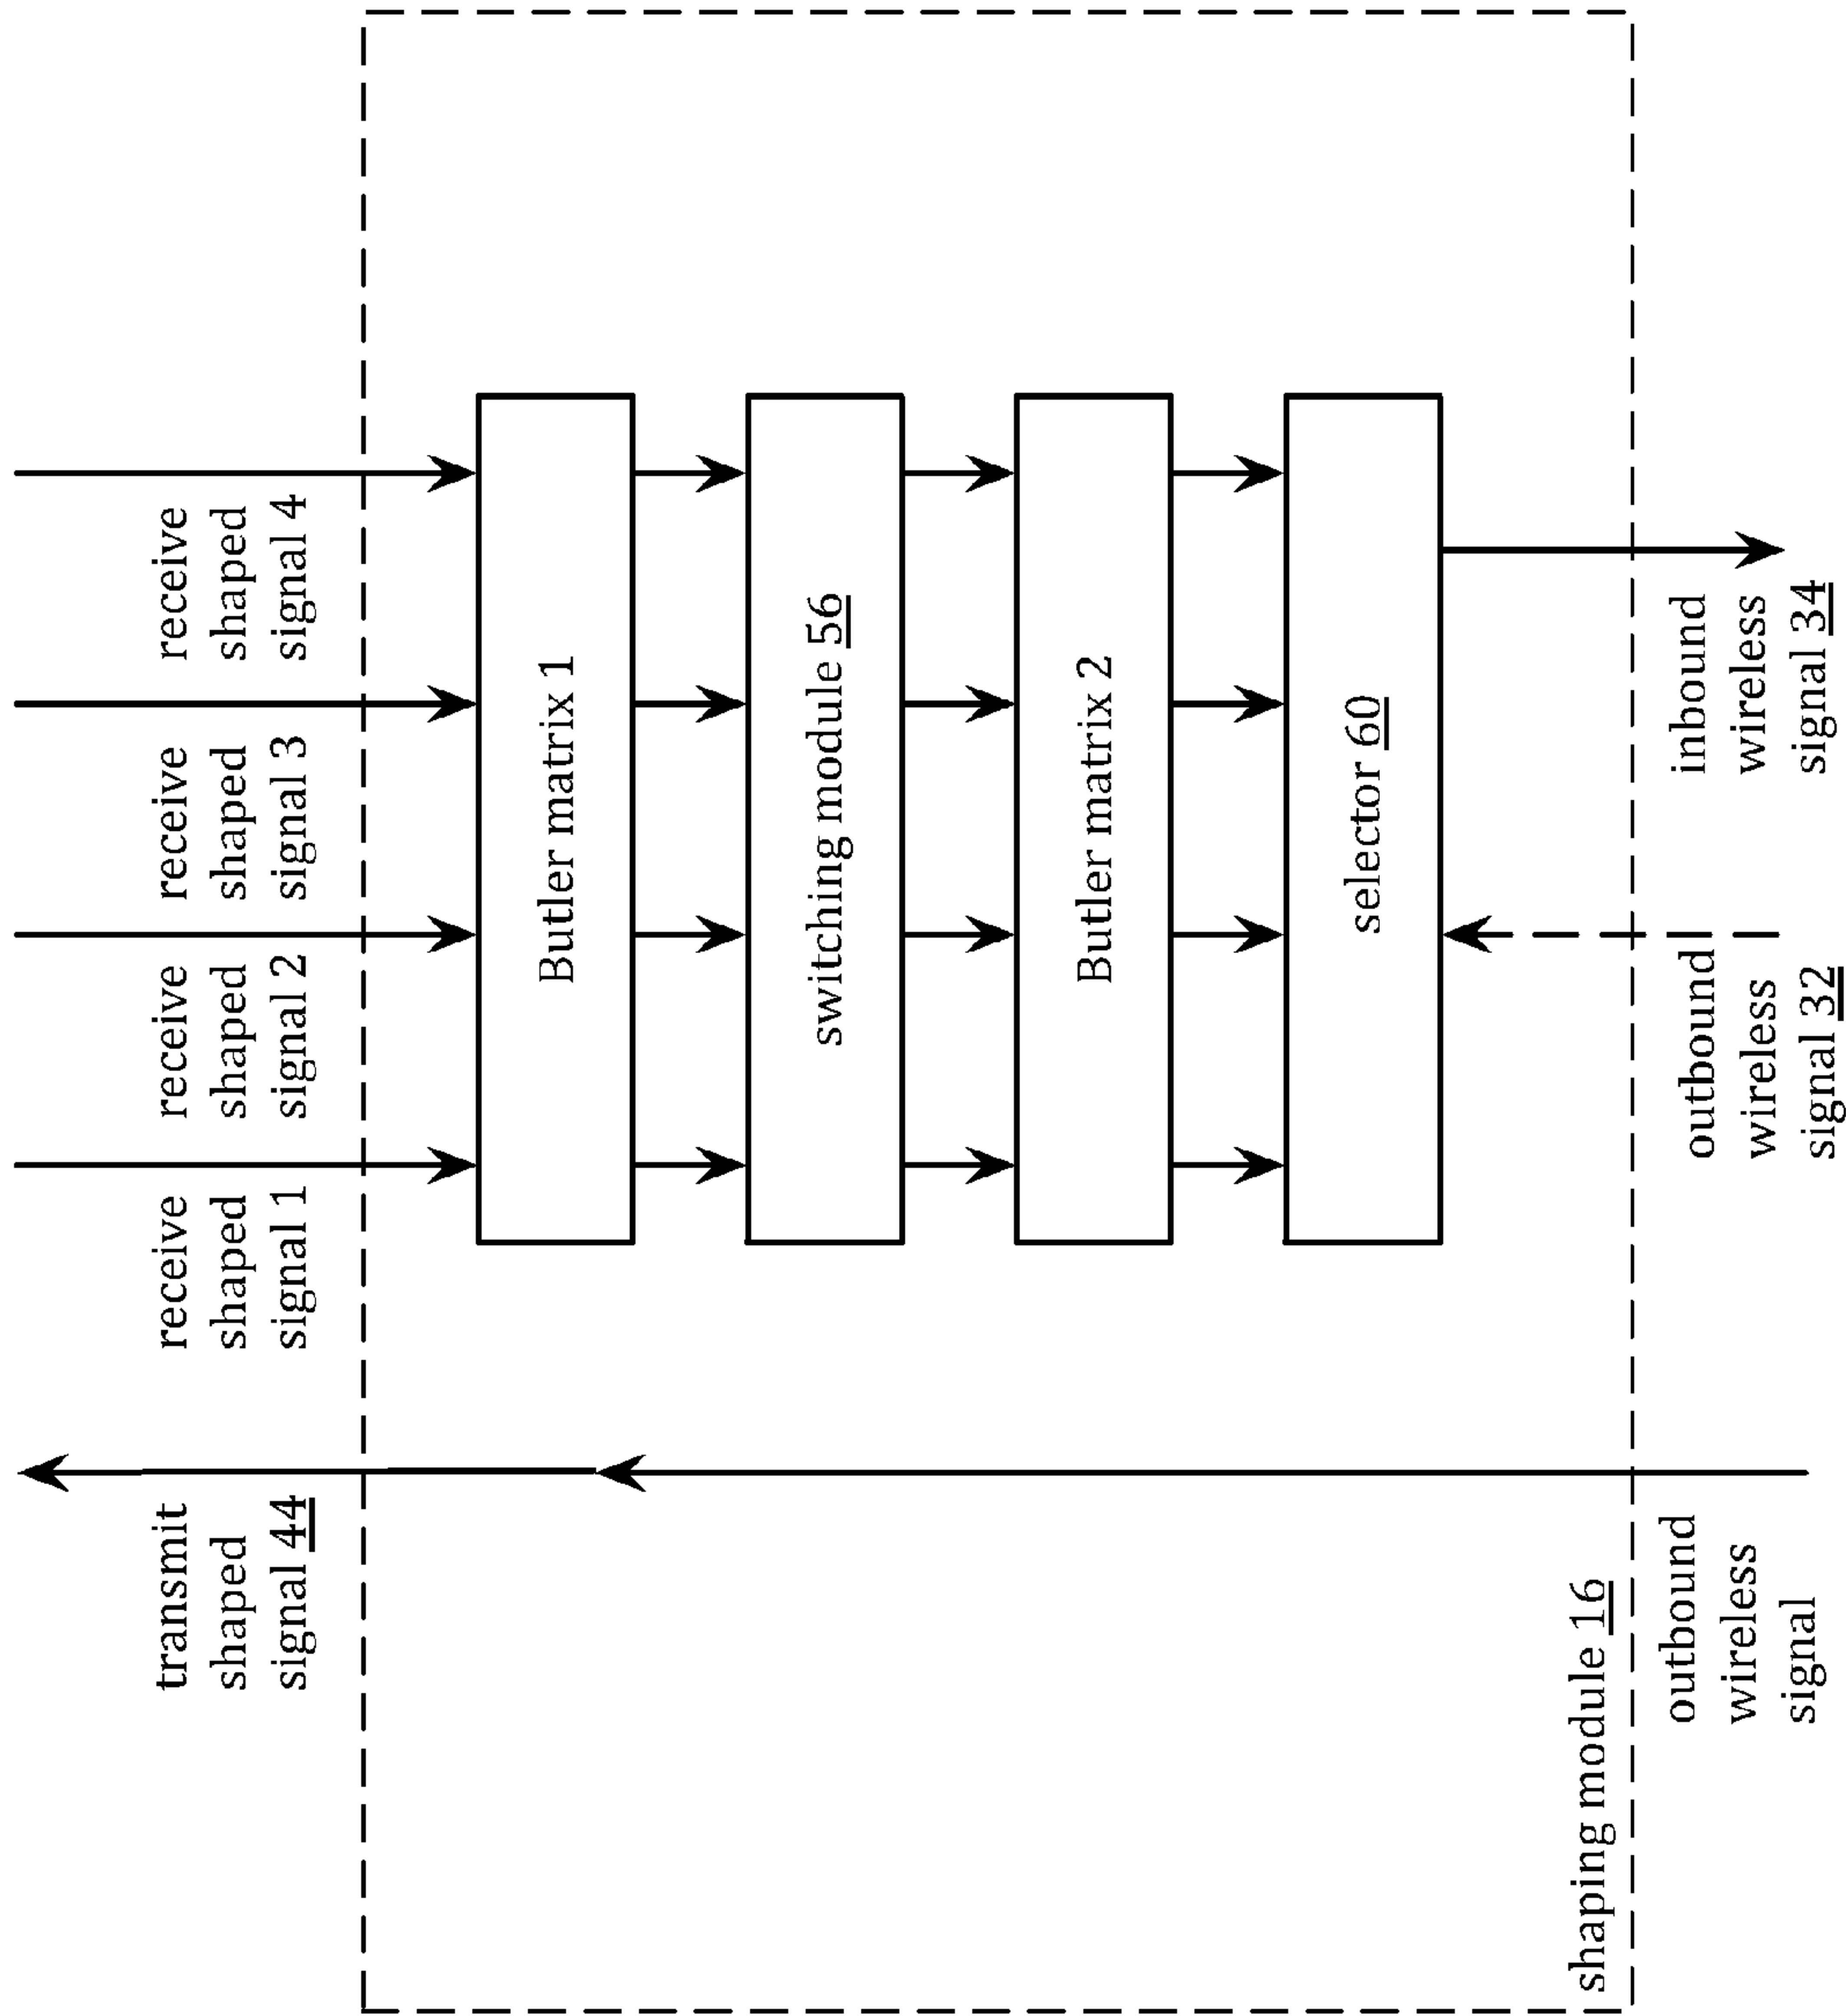 transmit
shaped
signal 44
receive
shaped
signal 1
receive
shaped
signal 2
receive
shaped
signal 3
receive
shaped
signal 4
Butler matrix 1
switching module 56
Butler matrix 2
selector 60
shaping module 16
outbound
wireless
signal
outbound
wireless
signal 32
inbound
wireless
signal 34